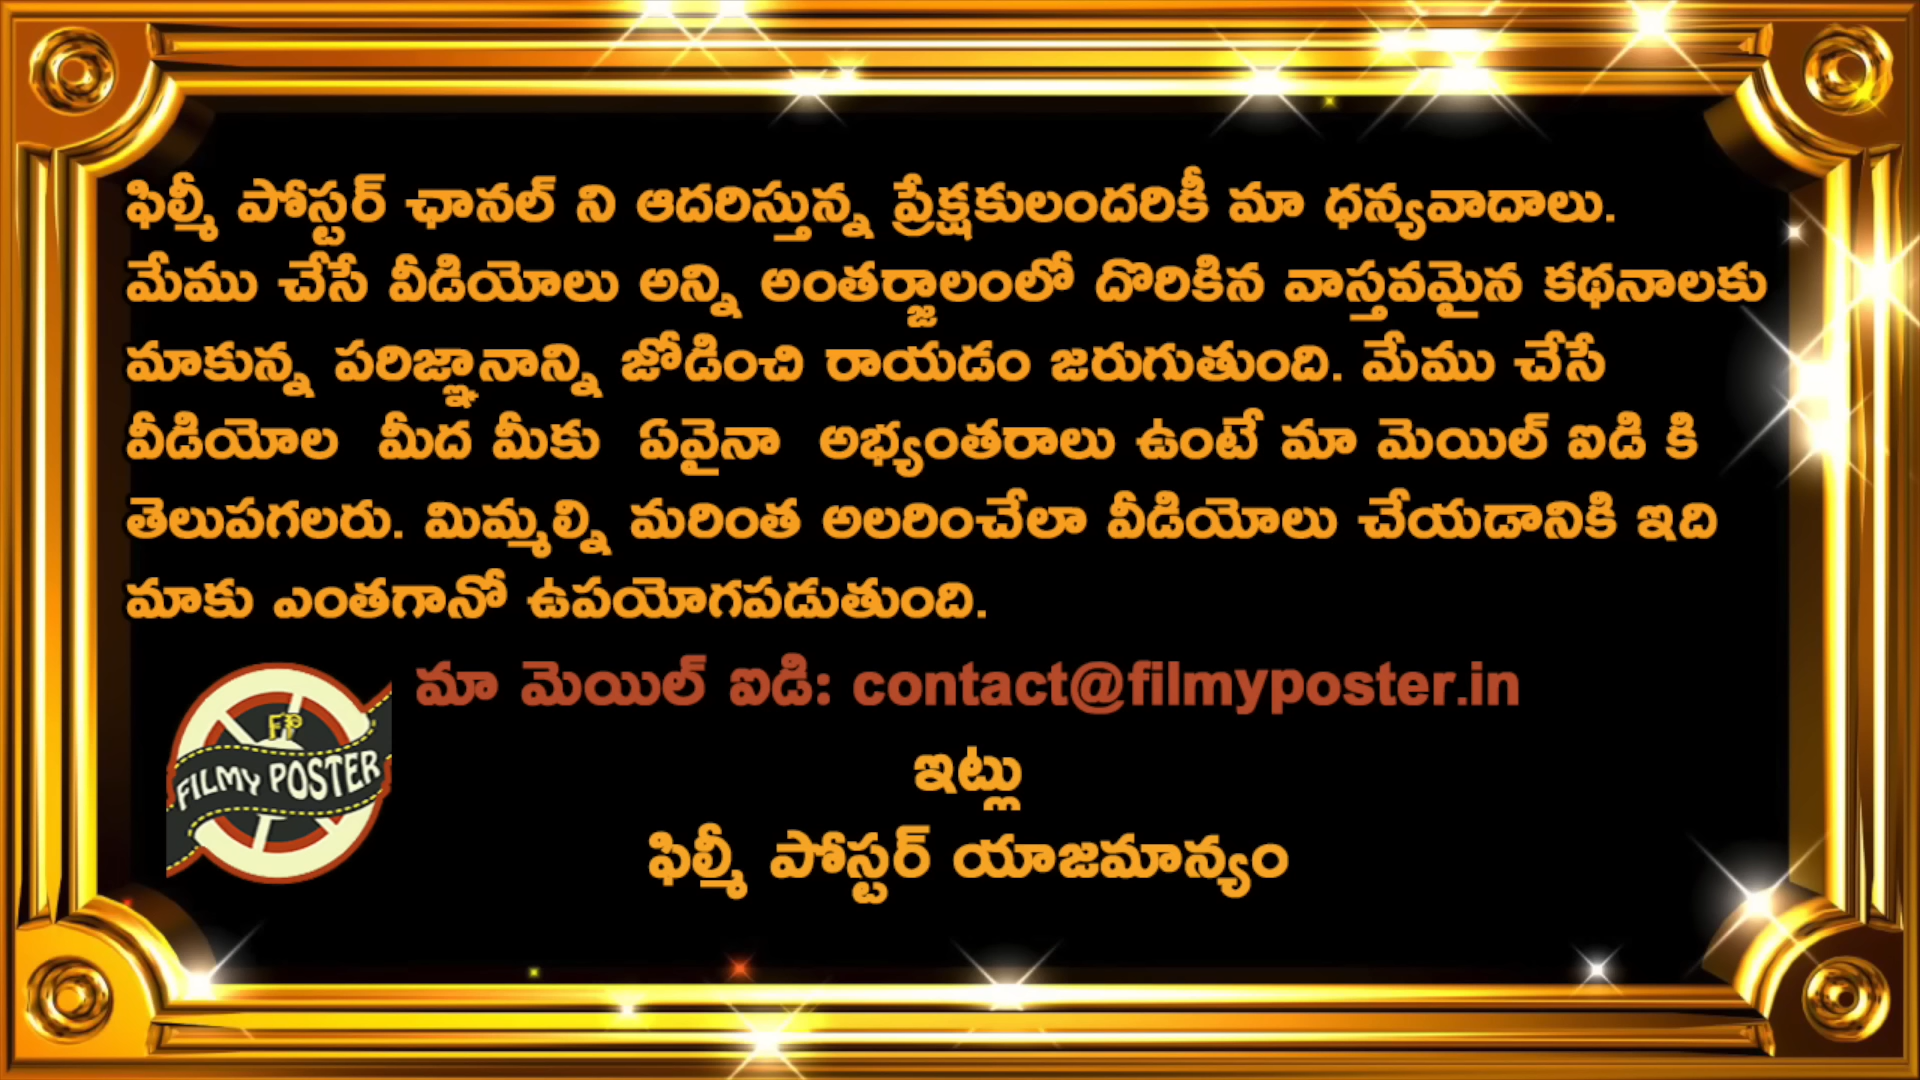 ఫిల్మీ పోస్టర్ ఛానల్ ని ఆదరిస్తున్న ప్రేక్షకులందరికీ మా ధన్యవాదాలు.
మేము చేసే వీడియోలు అన్ని అంతర్జాలంలో దొరికిన వాస్తవమైన కథనాలకు
మాకున్న పరిజ్ఞానాన్ని జోడించి రాయడం జరుగుతుంది. మేము చేసే
వీడియోల మీద మీకు ఏవైనా అభ్యంతరాలు ఉంటే మా మెయిల్ ఐడి కి
తెలుపగలరు. మిమ్మల్ని మరింత అలరించేలా వీడియోలు చేయడానికి ఇది
మాకు ఎంతగానో ఉపయోగపడుతుంది.
మా మెయిల్ ఐడి: contact@filmyposter.in
FP
FILMY POSTER
ఇట్లు
ఫిల్మీ పోస్టర్ యాజమాన్యం